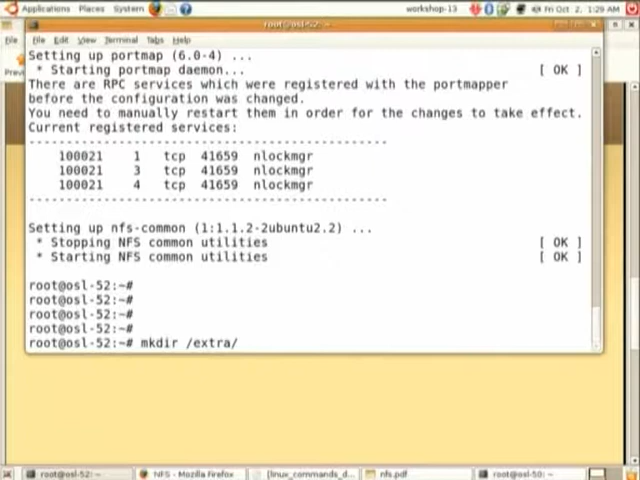 Applications Places System workshop-13 Fri Oct 2, 1:29 AM
root@osl-52: ~
File Edit View Terminal Tabs Help
Setting up portmap (6.0-4) ...
* Starting portmap daemon... [ OK ]
There are RPC services which were registered with the portmapper
before the configuration was changed.
You need to manually restart them in order for the changes to take effect.
Current registered services:
------------------------------------------------
100021 1 tcp 41659 nlockmgr
100021 3 tcp 41659 nlockmgr
100021 4 tcp 41659 nlockmgr
------------------------------------------------
Setting up nfs-common (1:1.1.2-2ubuntu2.2) ...
* Stopping NFS common utilities [ OK ]
* Starting NFS common utilities [ OK ]
root@osl-52:~#
root@osl-52:~#
root@osl-52:~#
root@osl-52:~#
root@osl-52:~# mkdir /extra/
root@osl-52: ~ NFS - Mozilla Firefox [linux_commands_d... nfs.pdf root@osl-50: ~